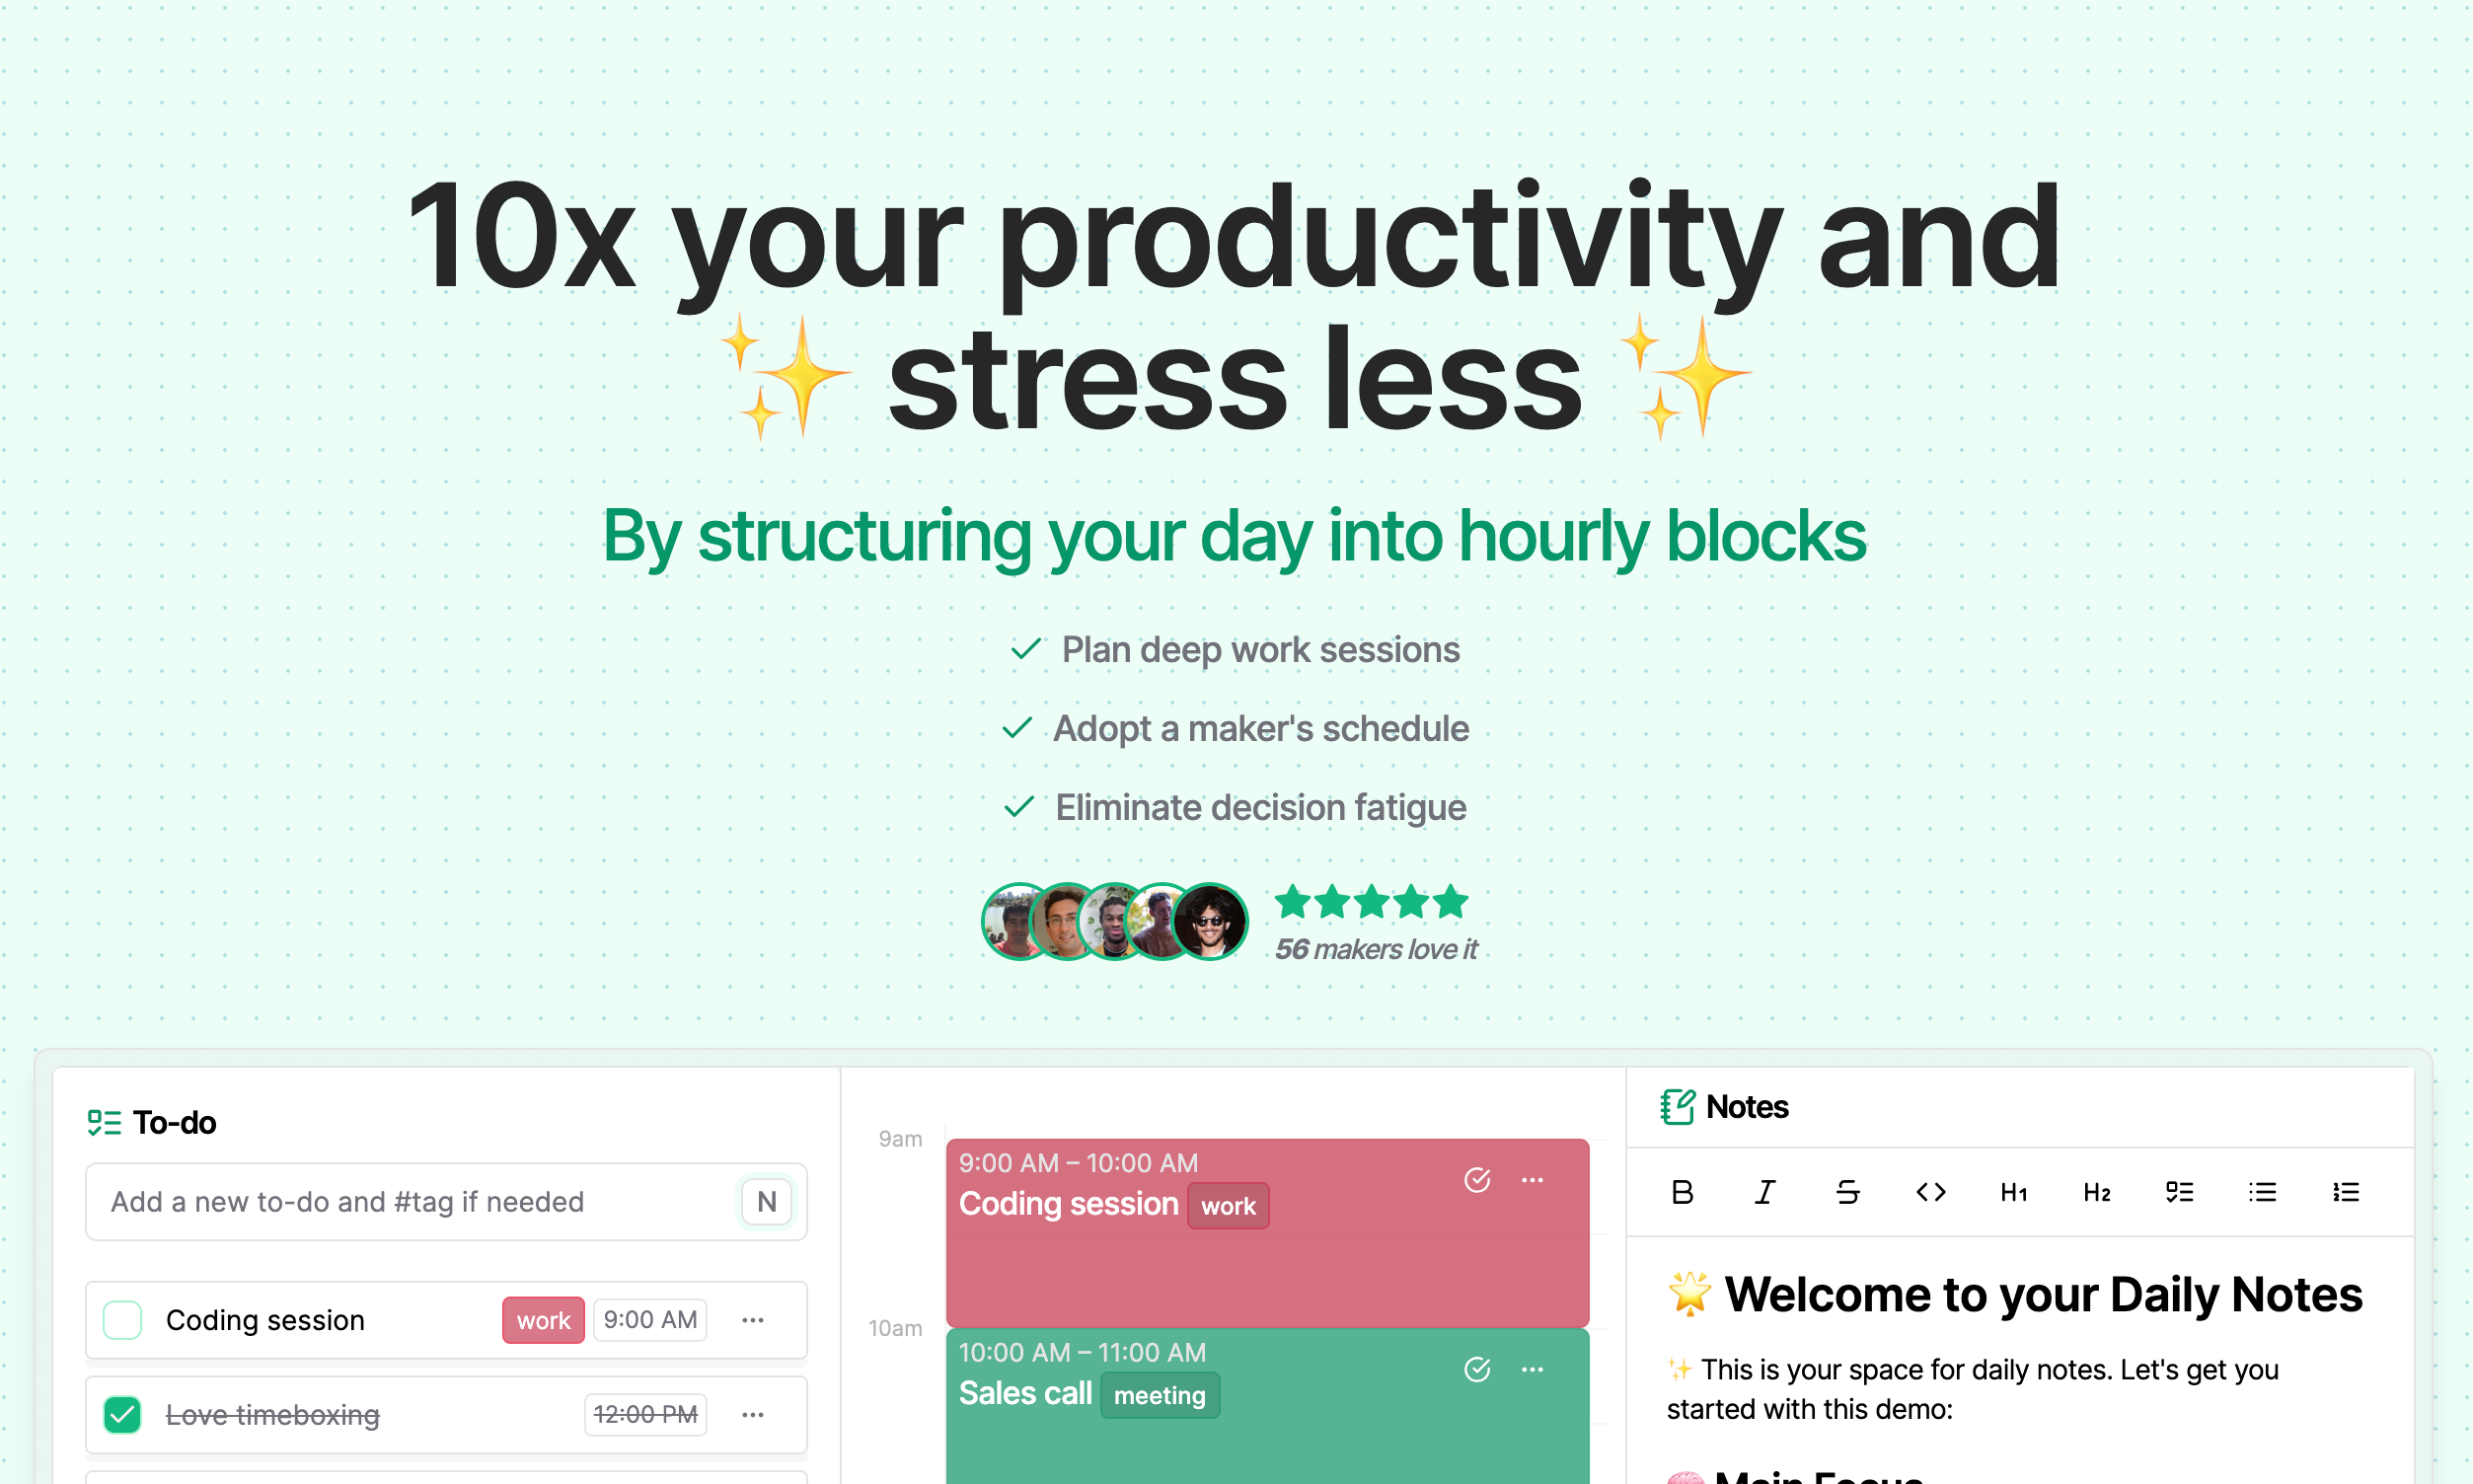 10x your productivity and
✨ stress less ✨
By structuring your day into hourly blocks
Plan deep work sessions
Adopt a maker's schedule
Eliminate decision fatigue
56 makers love it
To-do
Add a new to-do and #tag if needed N
Coding session work 9:00 AM
Love timeboxing 12:00 PM
9am
9:00 AM – 10:00 AM
Coding session work
10am
10:00 AM – 11:00 AM
Sales call meeting
Notes
B I S <> H1 H2
🌟 Welcome to your Daily Notes
✨ This is your space for daily notes. Let's get you
started with this demo:
🧠 Main Focus